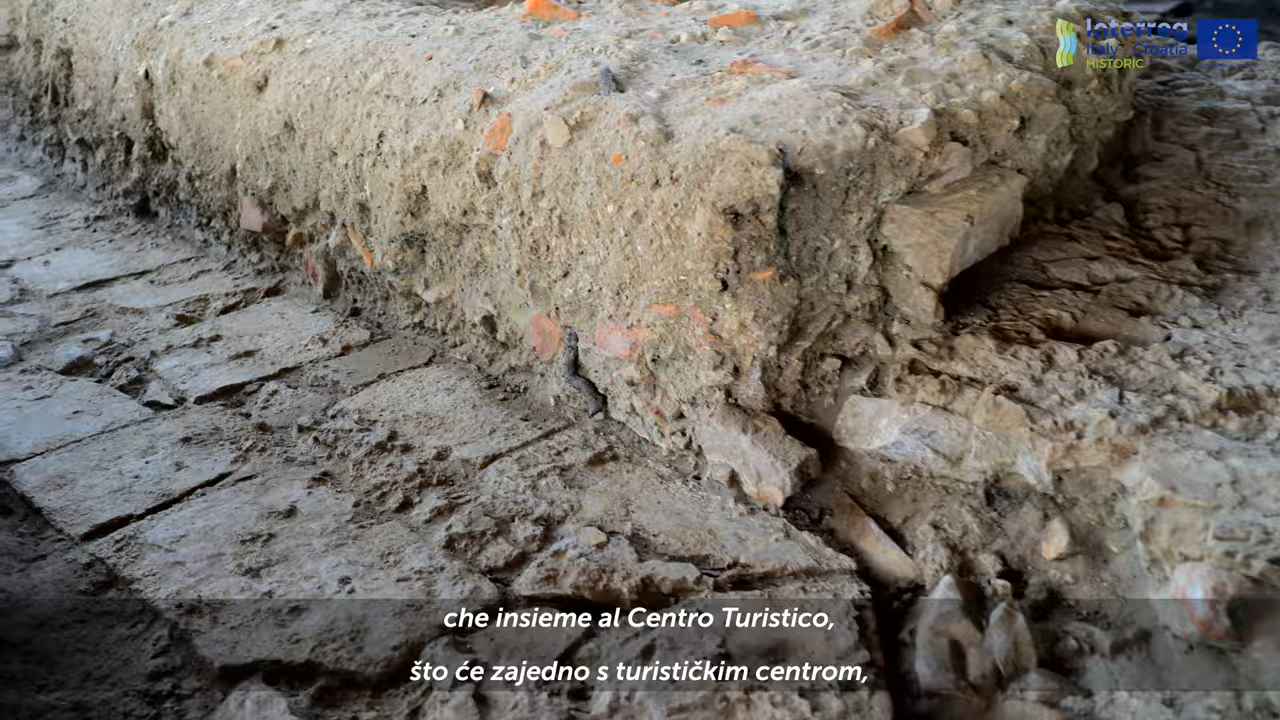 Interreg
Italy - Croatia
HISTORIC
che insieme al Centro Turistico,
što će zajedno s turističkim centrom,